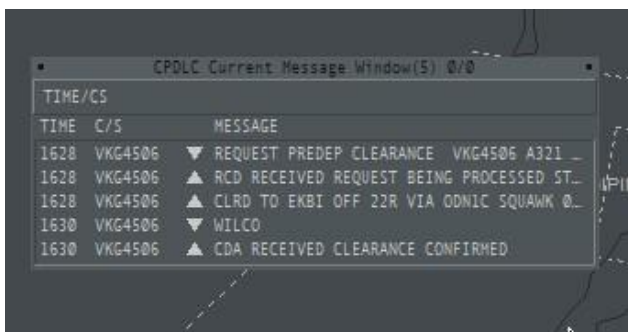 CPDLC Current Message Window(5) 0/0
TIME/CS
TIME C/S MESSAGE
1628 VKG4506 ▼ REQUEST PREDEP CLEARANCE VKG4506 A321 …
1628 VKG4506 ▲ RCD RECEIVED REQUEST BEING PROCESSED ST…
1628 VKG4506 ▲ CLRD TO EKBI OFF 22R VIA ODN1C SQUAWK 0…
1630 VKG4506 ▼ WILCO
1630 VKG4506 ▲ CDA RECEIVED CLEARANCE CONFIRMED